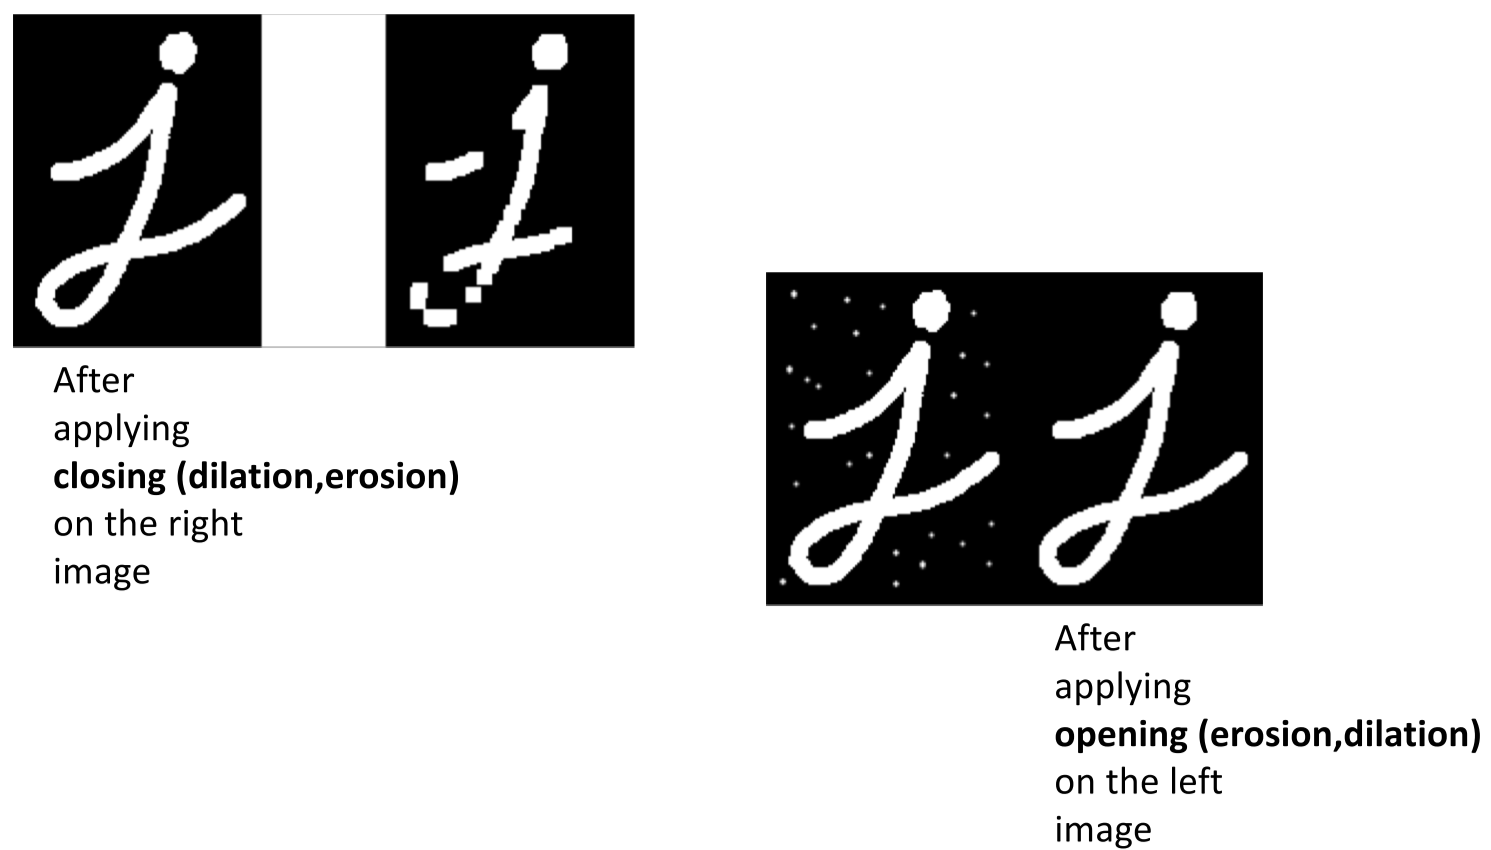 After
applying
closing (dilation,erosion)
on the right
image
After
applying
opening (erosion,dilation)
on the left
image